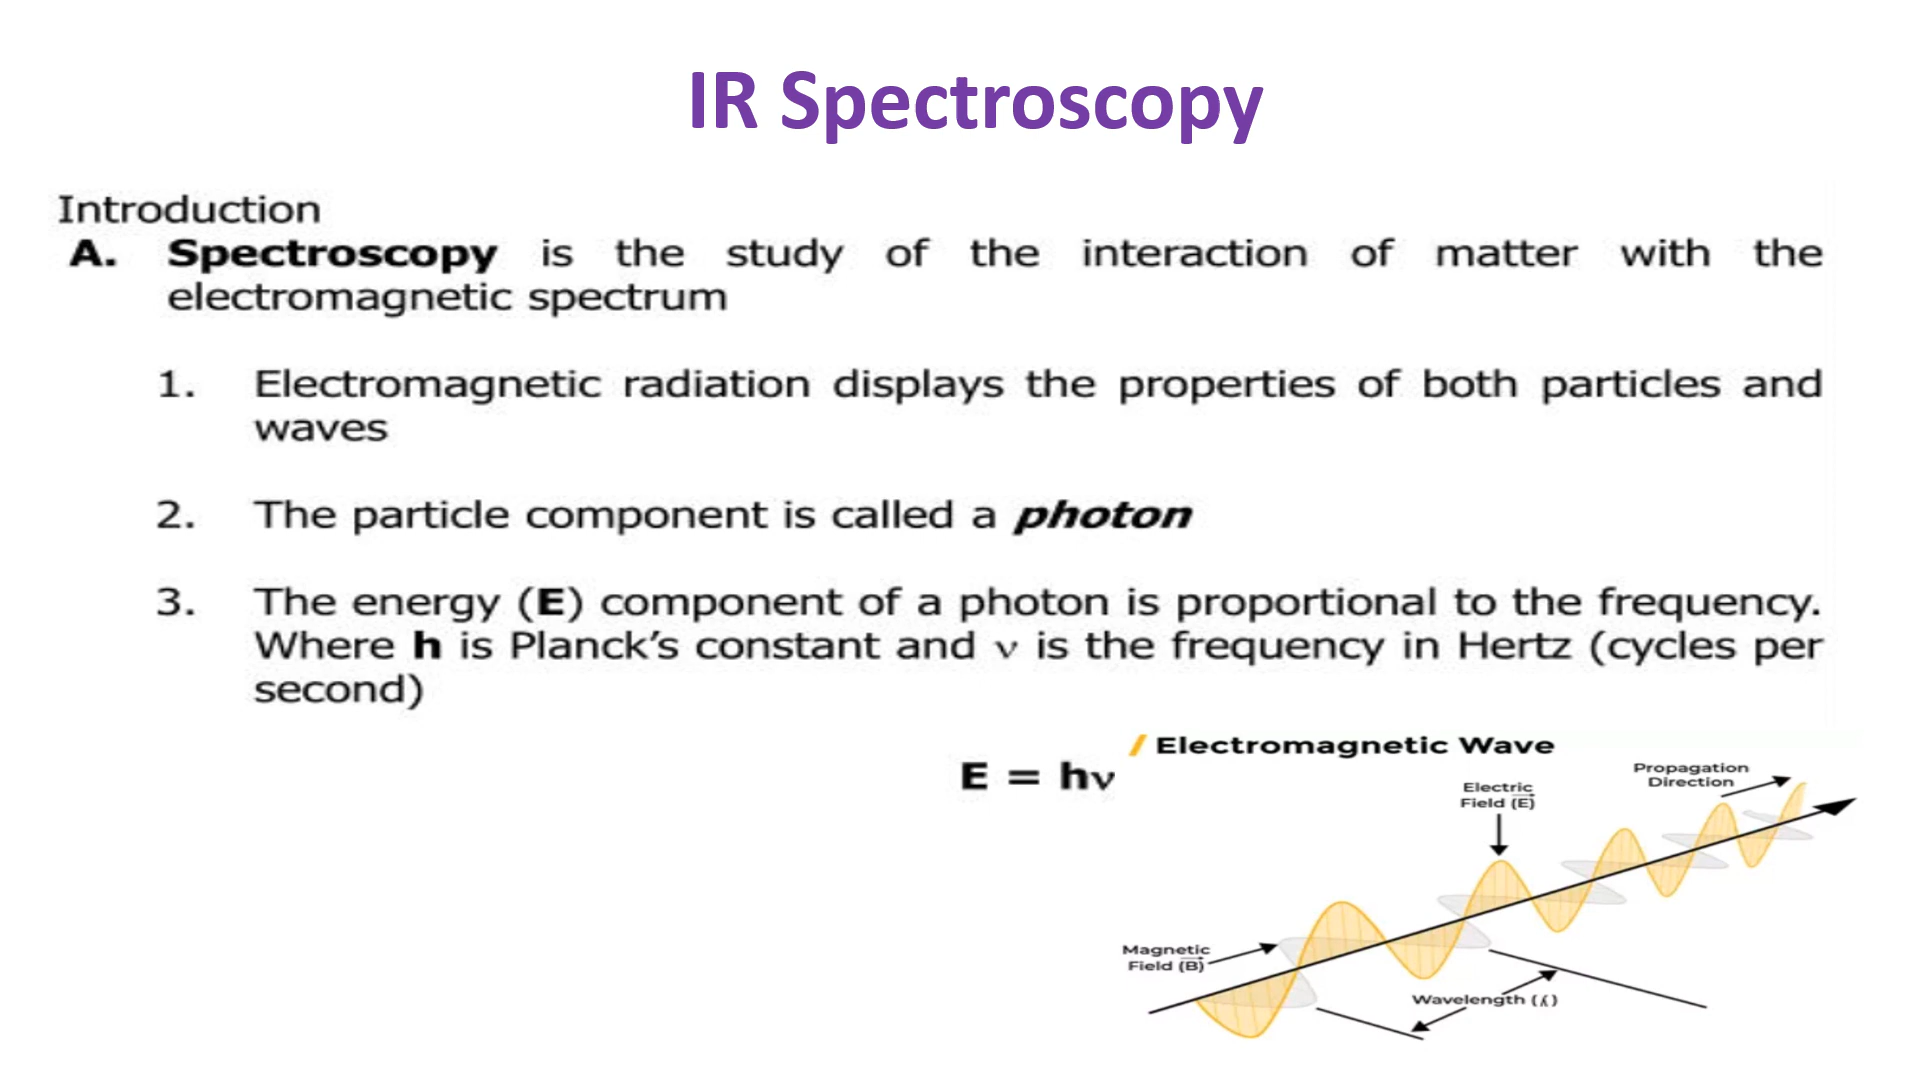 IR Spectroscopy
Introduction
A. Spectroscopy is the study of the interaction of matter with the
electromagnetic spectrum
1. Electromagnetic radiation displays the properties of both particles and
waves
2. The particle component is called a photon
3. The energy (E) component of a photon is proportional to the frequency.
Where h is Planck's constant and ν is the frequency in Hertz (cycles per
second)
E = hν
Electromagnetic Wave
Propagation
Direction
Electric
Field (E)
Magnetic
Field (B)
Wavelength (λ)